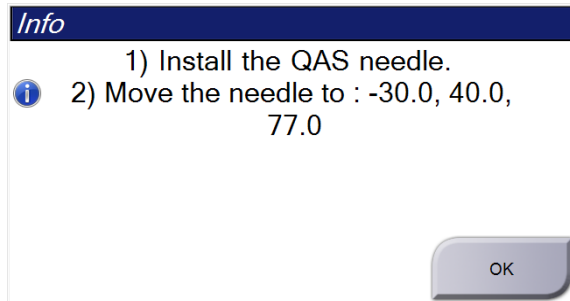 Info
1) Install the QAS needle.
2) Move the needle to : -30.0, 40.0,
77.0
OK